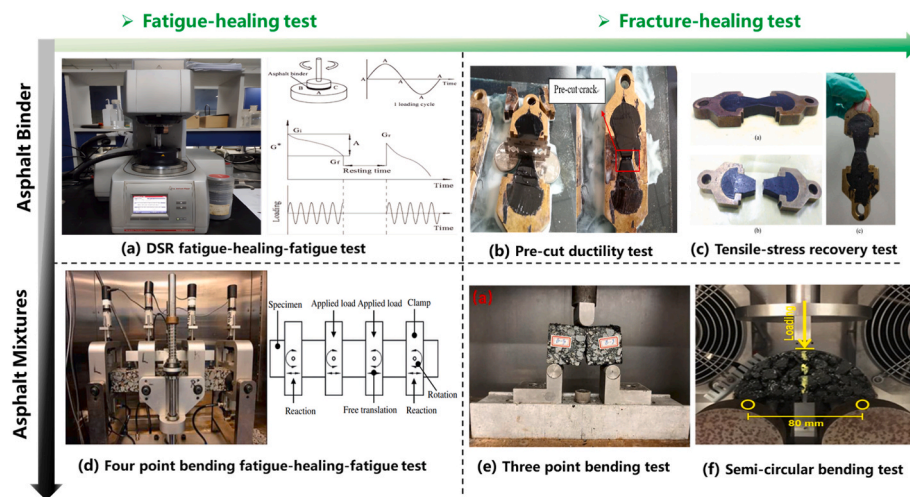 ➢ Fatigue-healing test
➢ Fracture-healing test
Asphalt Binder
Asphalt binder
B
C
A
A
A
A
A
A
Time
1 loading cycle
G*
Gi
A
Gf
Resting time
Time
Loading
Time
(a) DSR fatigue-healing-fatigue test
Pre-cut crack
(b) Pre-cut ductility test
(a)
(b)
(c)
(c) Tensile-stress recovery test
Asphalt Mixtures
Specimen
Applied load
Applied load
Clamp
Rotation
Reaction
Free translation
Reaction
(d) Four point bending fatigue-healing-fatigue test
(a)
(e) Three point bending test
Loading
80 mm
(f) Semi-circular bending test